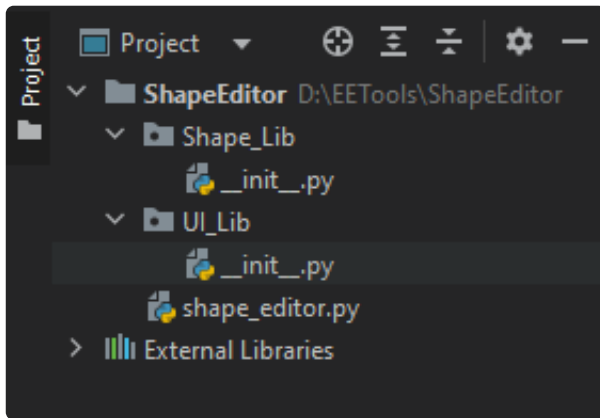 Project
Project
ShapeEditor D:\EETools\ShapeEditor
Shape_Lib
__init__.py
UI_Lib
__init__.py
shape_editor.py
External Libraries